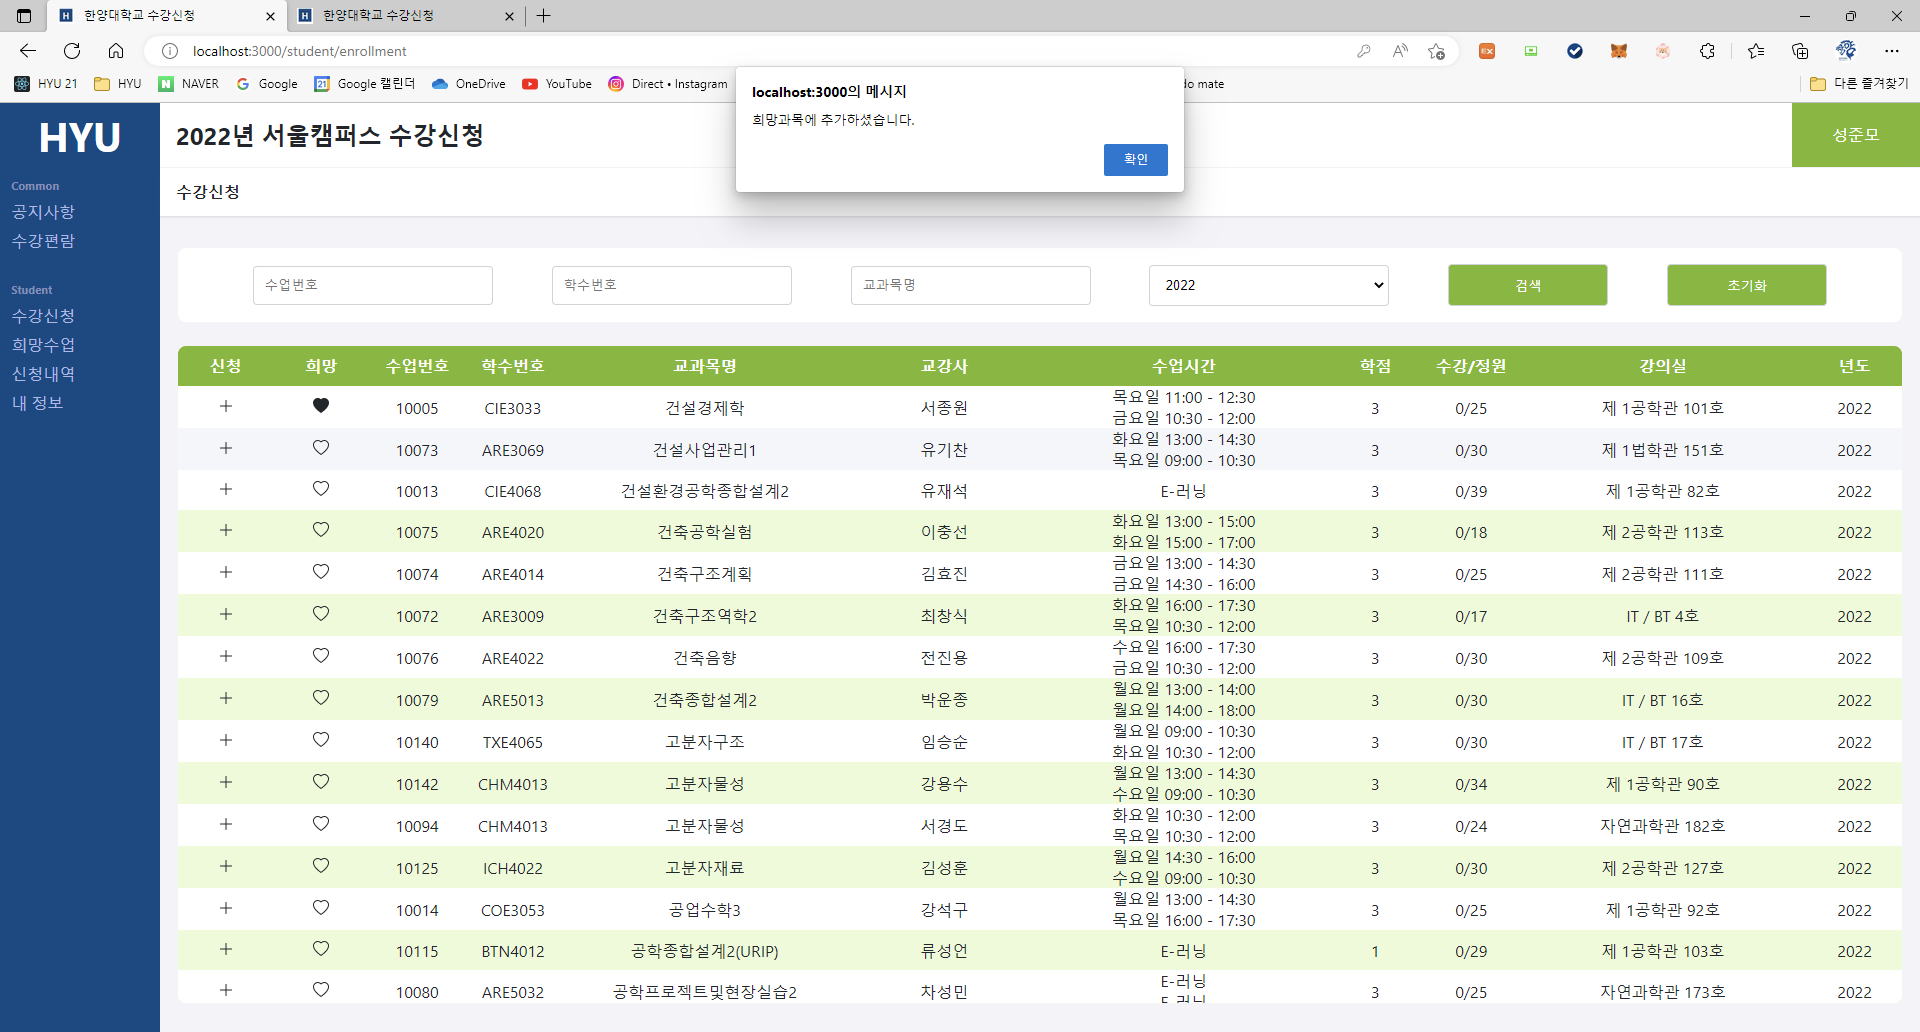 한양대학교 수강신청
한양대학교 수강신청
localhost:3000/student/enrollment
HYU 21
HYU
NAVER
Google
Google 캘린더
OneDrive
YouTube
Direct • Instagram
do mate
다른 즐겨찾기
localhost:3000의 메시지
희망과목에 추가하셨습니다.
확인
HYU
2022년 서울캠퍼스 수강신청
성준모
Common
공지사항
수강편람
Student
수강신청
희망수업
신청내역
내 정보
수강신청
수업번호 학수번호 교과목명 2022 검색 초기화
신청 희망 수업번호 학수번호 교과목명 교강사 수업시간 학점 수강/정원 강의실 년도
목요일 11:00 - 12:30
10005 CIE3033 건설경제학 서종원 3 0/25 제 1공학관 101호 2022
금요일 10:30 - 12:00
화요일 13:00 - 14:30
10073 ARE3069 건설사업관리1 유기찬 3 0/30 제 1법학관 151호 2022
목요일 09:00 - 10:30
10013 CIE4068 건설환경공학종합설계2 유재석 E-러닝 3 0/39 제 1공학관 82호 2022
화요일 13:00 - 15:00
10075 ARE4020 건축공학실험 이중선 3 0/18 제 2공학관 113호 2022
화요일 15:00 - 17:00
금요일 13:00 - 14:30
10074 ARE4014 건축구조계획 김효진 3 0/25 제 2공학관 111호 2022
금요일 14:30 - 16:00
화요일 16:00 - 17:30
10072 ARE3009 건축구조역학2 최창식 3 0/17 IT / BT 4호 2022
목요일 10:30 - 12:00
수요일 16:00 - 17:30
10076 ARE4022 건축음향 전진용 3 0/30 제 2공학관 109호 2022
금요일 10:30 - 12:00
월요일 13:00 - 14:00
10079 ARE5013 건축종합설계2 박운종 3 0/30 IT / BT 16호 2022
월요일 14:00 - 18:00
월요일 09:00 - 10:30
10140 TXE4065 고분자구조 임승순 3 0/30 IT / BT 17호 2022
화요일 10:30 - 12:00
월요일 13:00 - 14:30
10142 CHM4013 고분자물성 강용수 3 0/34 제 1공학관 90호 2022
수요일 09:00 - 10:30
화요일 10:30 - 12:00
10094 CHM4013 고분자물성 서경도 3 0/24 자연과학관 182호 2022
목요일 10:30 - 12:00
월요일 14:30 - 16:00
10125 ICH4022 고분자재료 김성훈 3 0/30 제 2공학관 127호 2022
수요일 09:00 - 10:30
월요일 13:00 - 14:30
10014 COE3053 공업수학3 강석구 3 0/25 제 1공학관 92호 2022
목요일 16:00 - 17:30
10115 BTN4012 공학종합설계2(URIP) 류성언 E-러닝 1 0/29 제 1공학관 103호 2022
E-러닝
10080 ARE5032 공학프로젝트및현장실습2 차성민 3 0/25 자연과학관 173호 2022
E-러닝